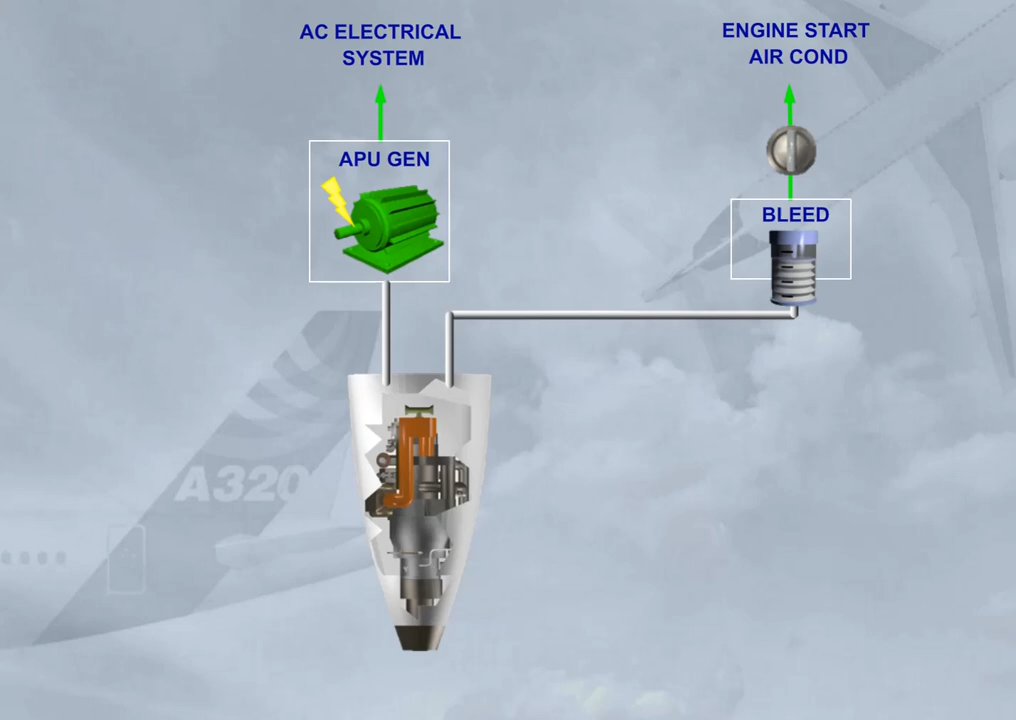 AC ELECTRICAL
SYSTEM
ENGINE START
AIR COND
APU GEN
BLEED
A320